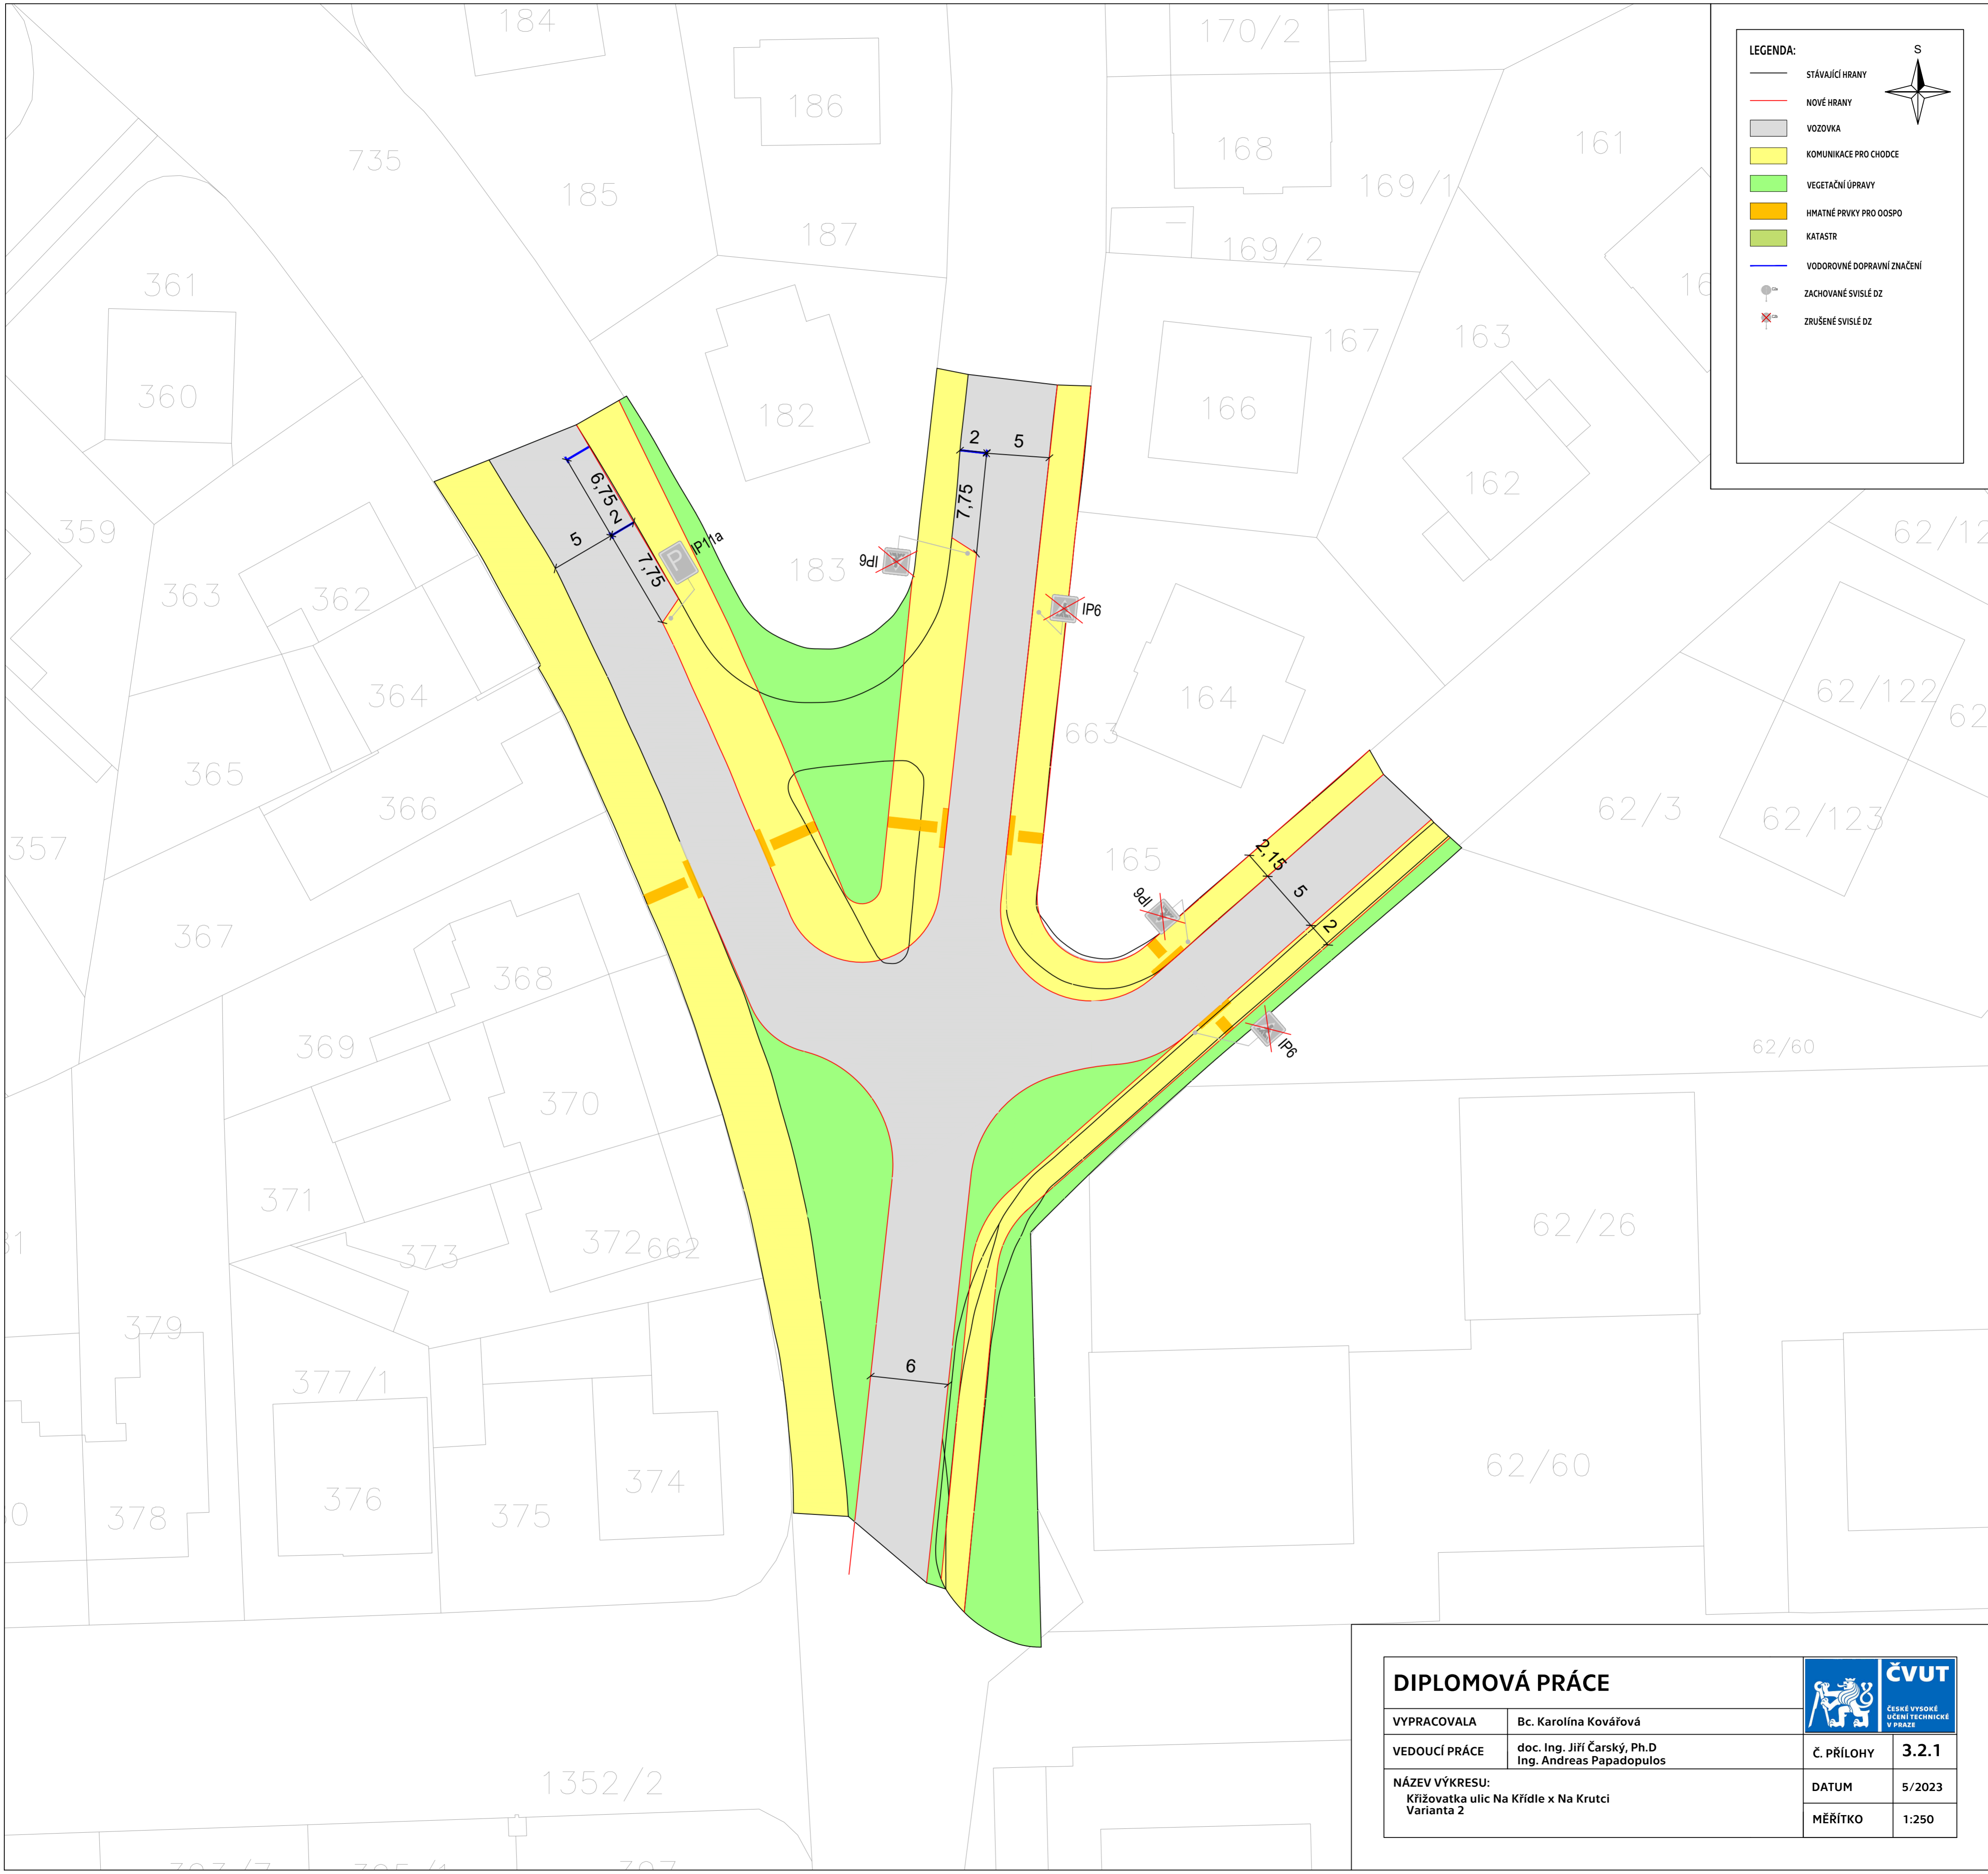 184
186
735
185
187
170/2
168
169/1
169/2
161
361
360
182
167
166
163
162
359
363
362
364
183
365
366
357
164
663
165
62/3
62/122
62/123
367
368
369
370
371
372
662
373
379
377/1
376
378
375
374
62/60
62/26
62/60
1352/2
6,75
2
5
7,75
IP11a
2
5
7,75
IP6
IP6
IP6
IP6
2,15
5
2
6
LEGENDA:
S
STÁVAJÍCÍ HRANY
NOVÉ HRANY
VOZOVKA
KOMUNIKACE PRO CHODCE
VEGETAČNÍ ÚPRAVY
HMATNÉ PRVKY PRO OOSPO
KATASTR
VODOROVNÉ DOPRAVNÍ ZNAČENÍ
ZACHOVANÉ SVISLÉ DZ
ZRUŠENÉ SVISLÉ DZ
DIPLOMOVÁ PRÁCE
VYPRACOVALA
Bc. Karolína Kovářová
VEDOUCÍ PRÁCE
doc. Ing. Jiří Čarský, Ph.D
Ing. Andreas Papadopulos
NÁZEV VÝKRESU:
Křižovatka ulic Na Křídle x Na Krutci
Varianta 2
ČVUT
ČESKÉ VYSOKÉ
UČENÍ TECHNICKÉ
V PRAZE
Č. PŘÍLOHY
3.2.1
DATUM
5/2023
MĚŘÍTKO
1:250